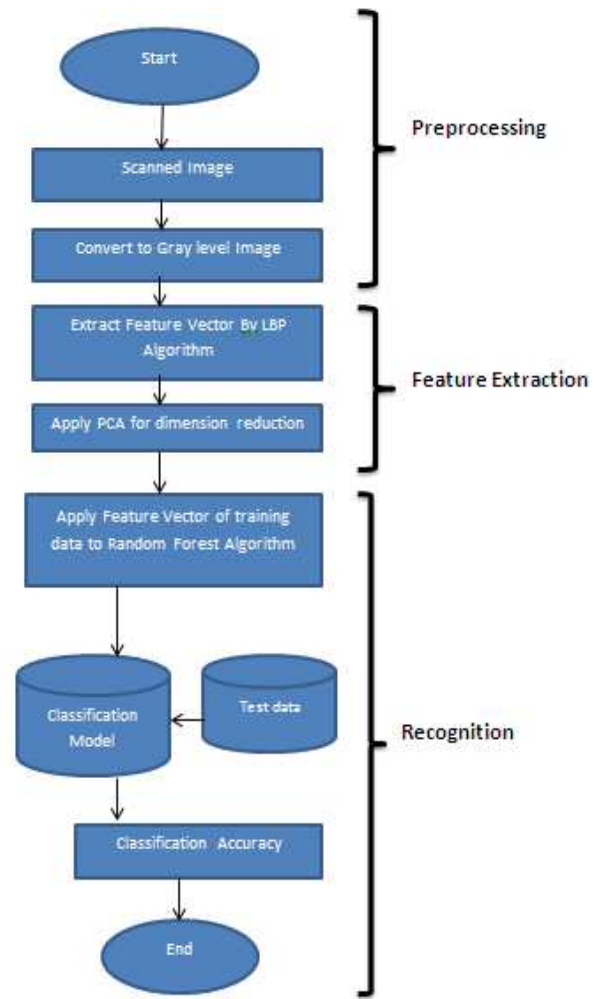 Start
Preprocessing
Scanned Image
Convert to Gray level Image
Extract Feature Vector By LBP
Algorithm
Feature Extraction
Apply PCA for dimension reduction
Apply Feature Vector of training
data to Random Forest Algorithm
Classification
Model
Test data
Recognition
Classification Accuracy
End